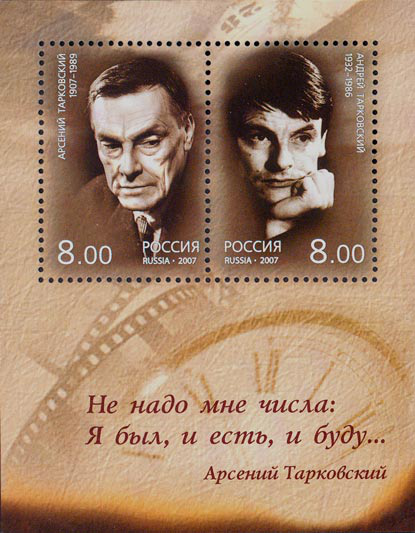 АРСЕНИЙ ТАРКОВСКИЙ
1907–1989
8.00
РОССИЯ
RUSSIA • 2007
АНДРЕЙ ТАРКОВСКИЙ
1932–1986
РОССИЯ
RUSSIA • 2007
8.00
Не надо мне числа:
Я был, и есть, и буду...
Арсений Тарковский